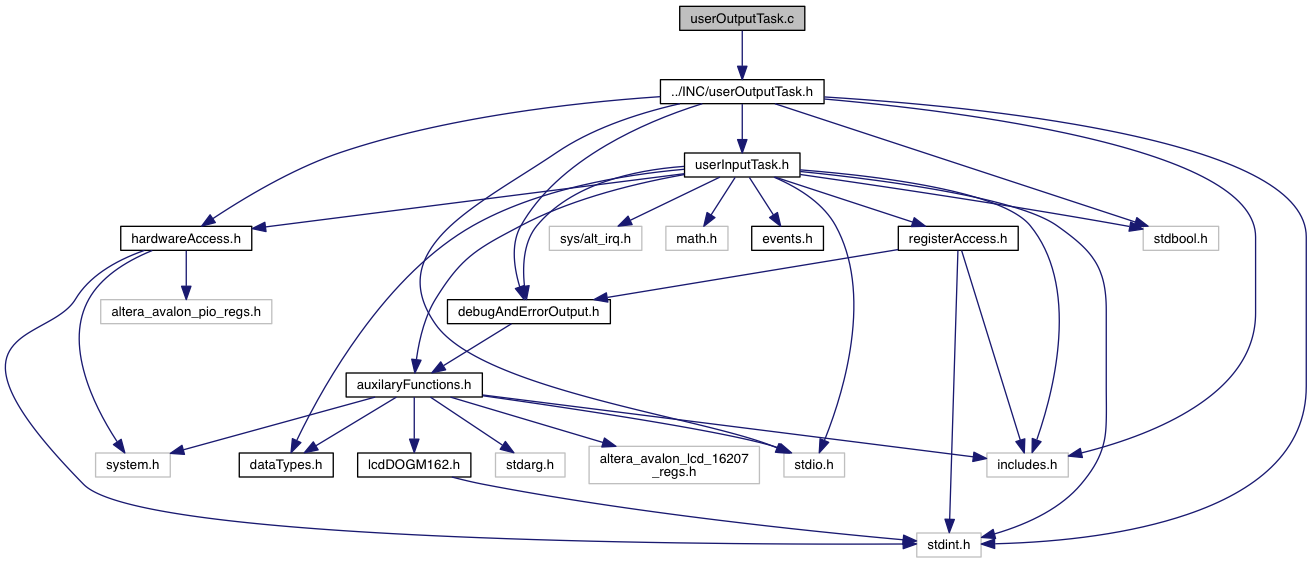 userOutputTask.c
../INC/userOutputTask.h
userInputTask.h
hardwareAccess.h
sys/alt_irq.h
math.h
events.h
registerAccess.h
stdbool.h
altera_avalon_pio_regs.h
debugAndErrorOutput.h
auxilaryFunctions.h
system.h
dataTypes.h
lcdDOGM162.h
stdarg.h
altera_avalon_lcd_16207
_regs.h
stdio.h
includes.h
stdint.h